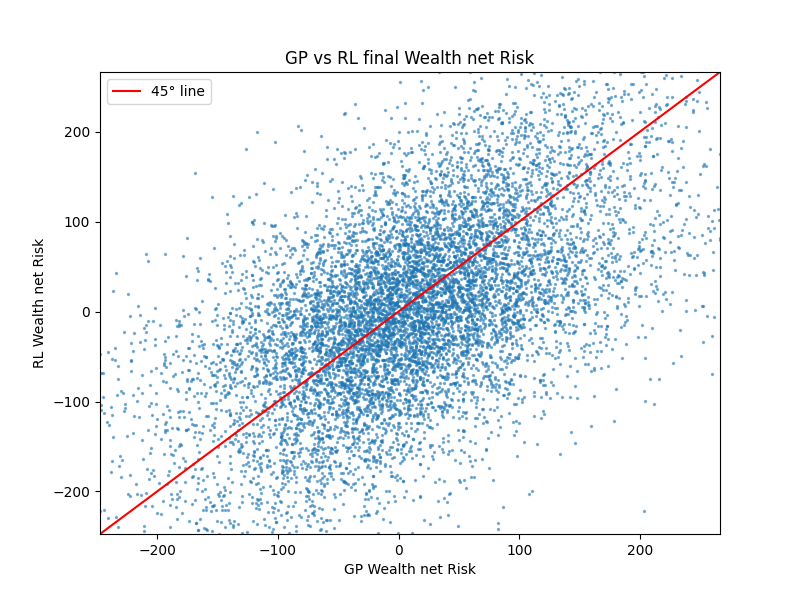 GP vs RL final Wealth net Risk
45° line
200
100
0
−100
−200
RL Wealth net Risk
−200
−100
0
100
200
GP Wealth net Risk